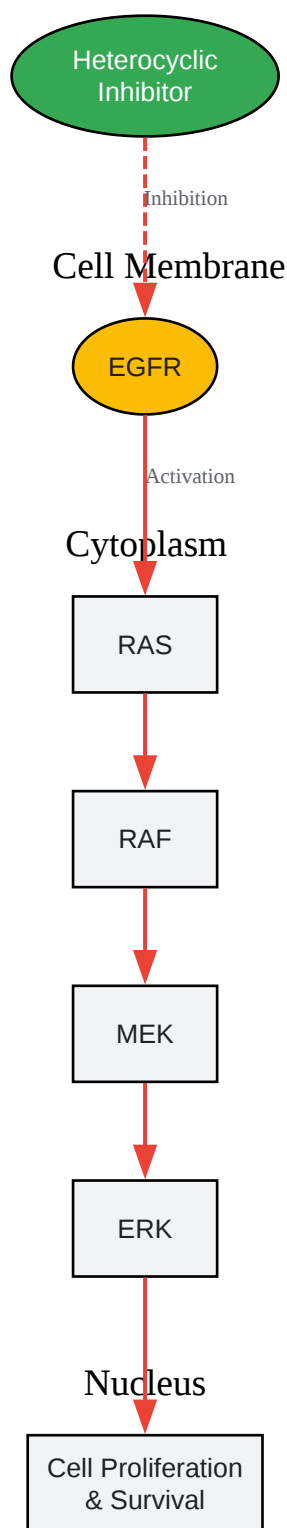 Heterocyclic
Inhibitor
Inhibition
Cell Membrane
EGFR
Activation
Cytoplasm
RAS
RAF
MEK
ERK
Nucleus
Cell Proliferation
& Survival